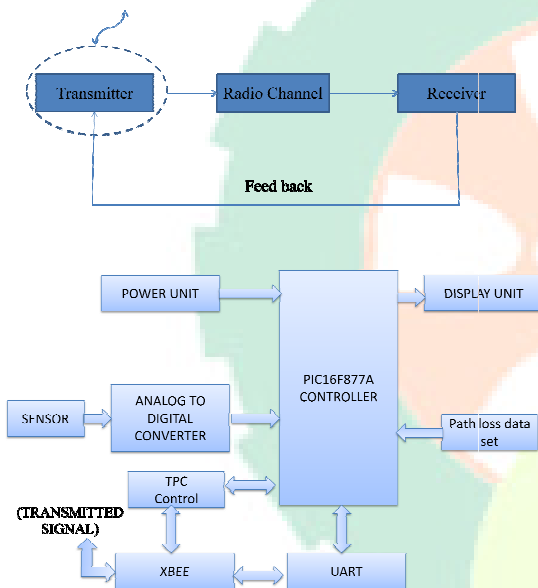 Transmitter
Radio Channel
Receiver
Feed back
POWER UNIT
DISPLAY UNIT
PIC16F877A
CONTROLLER
SENSOR
ANALOG TO
DIGITAL
CONVERTER
Path loss data
set
TPC
Control
(TRANSMITTED
SIGNAL)
XBEE
UART